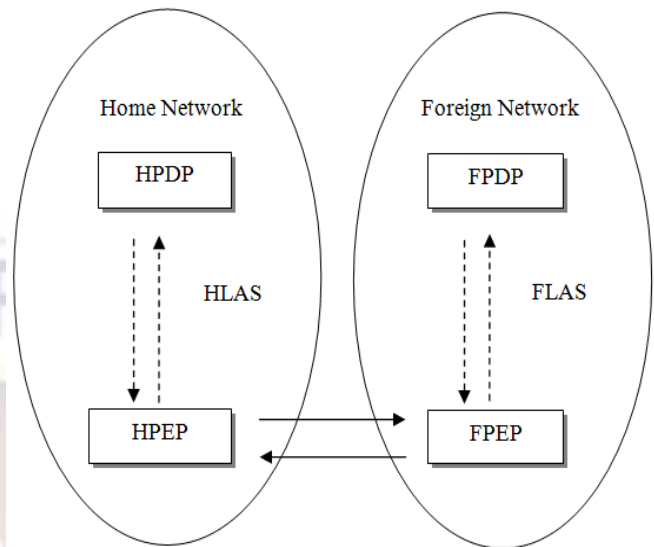 Home Network
Foreign Network
HPDP
FPDP
HLAS
FLAS
HPEP
FPEP